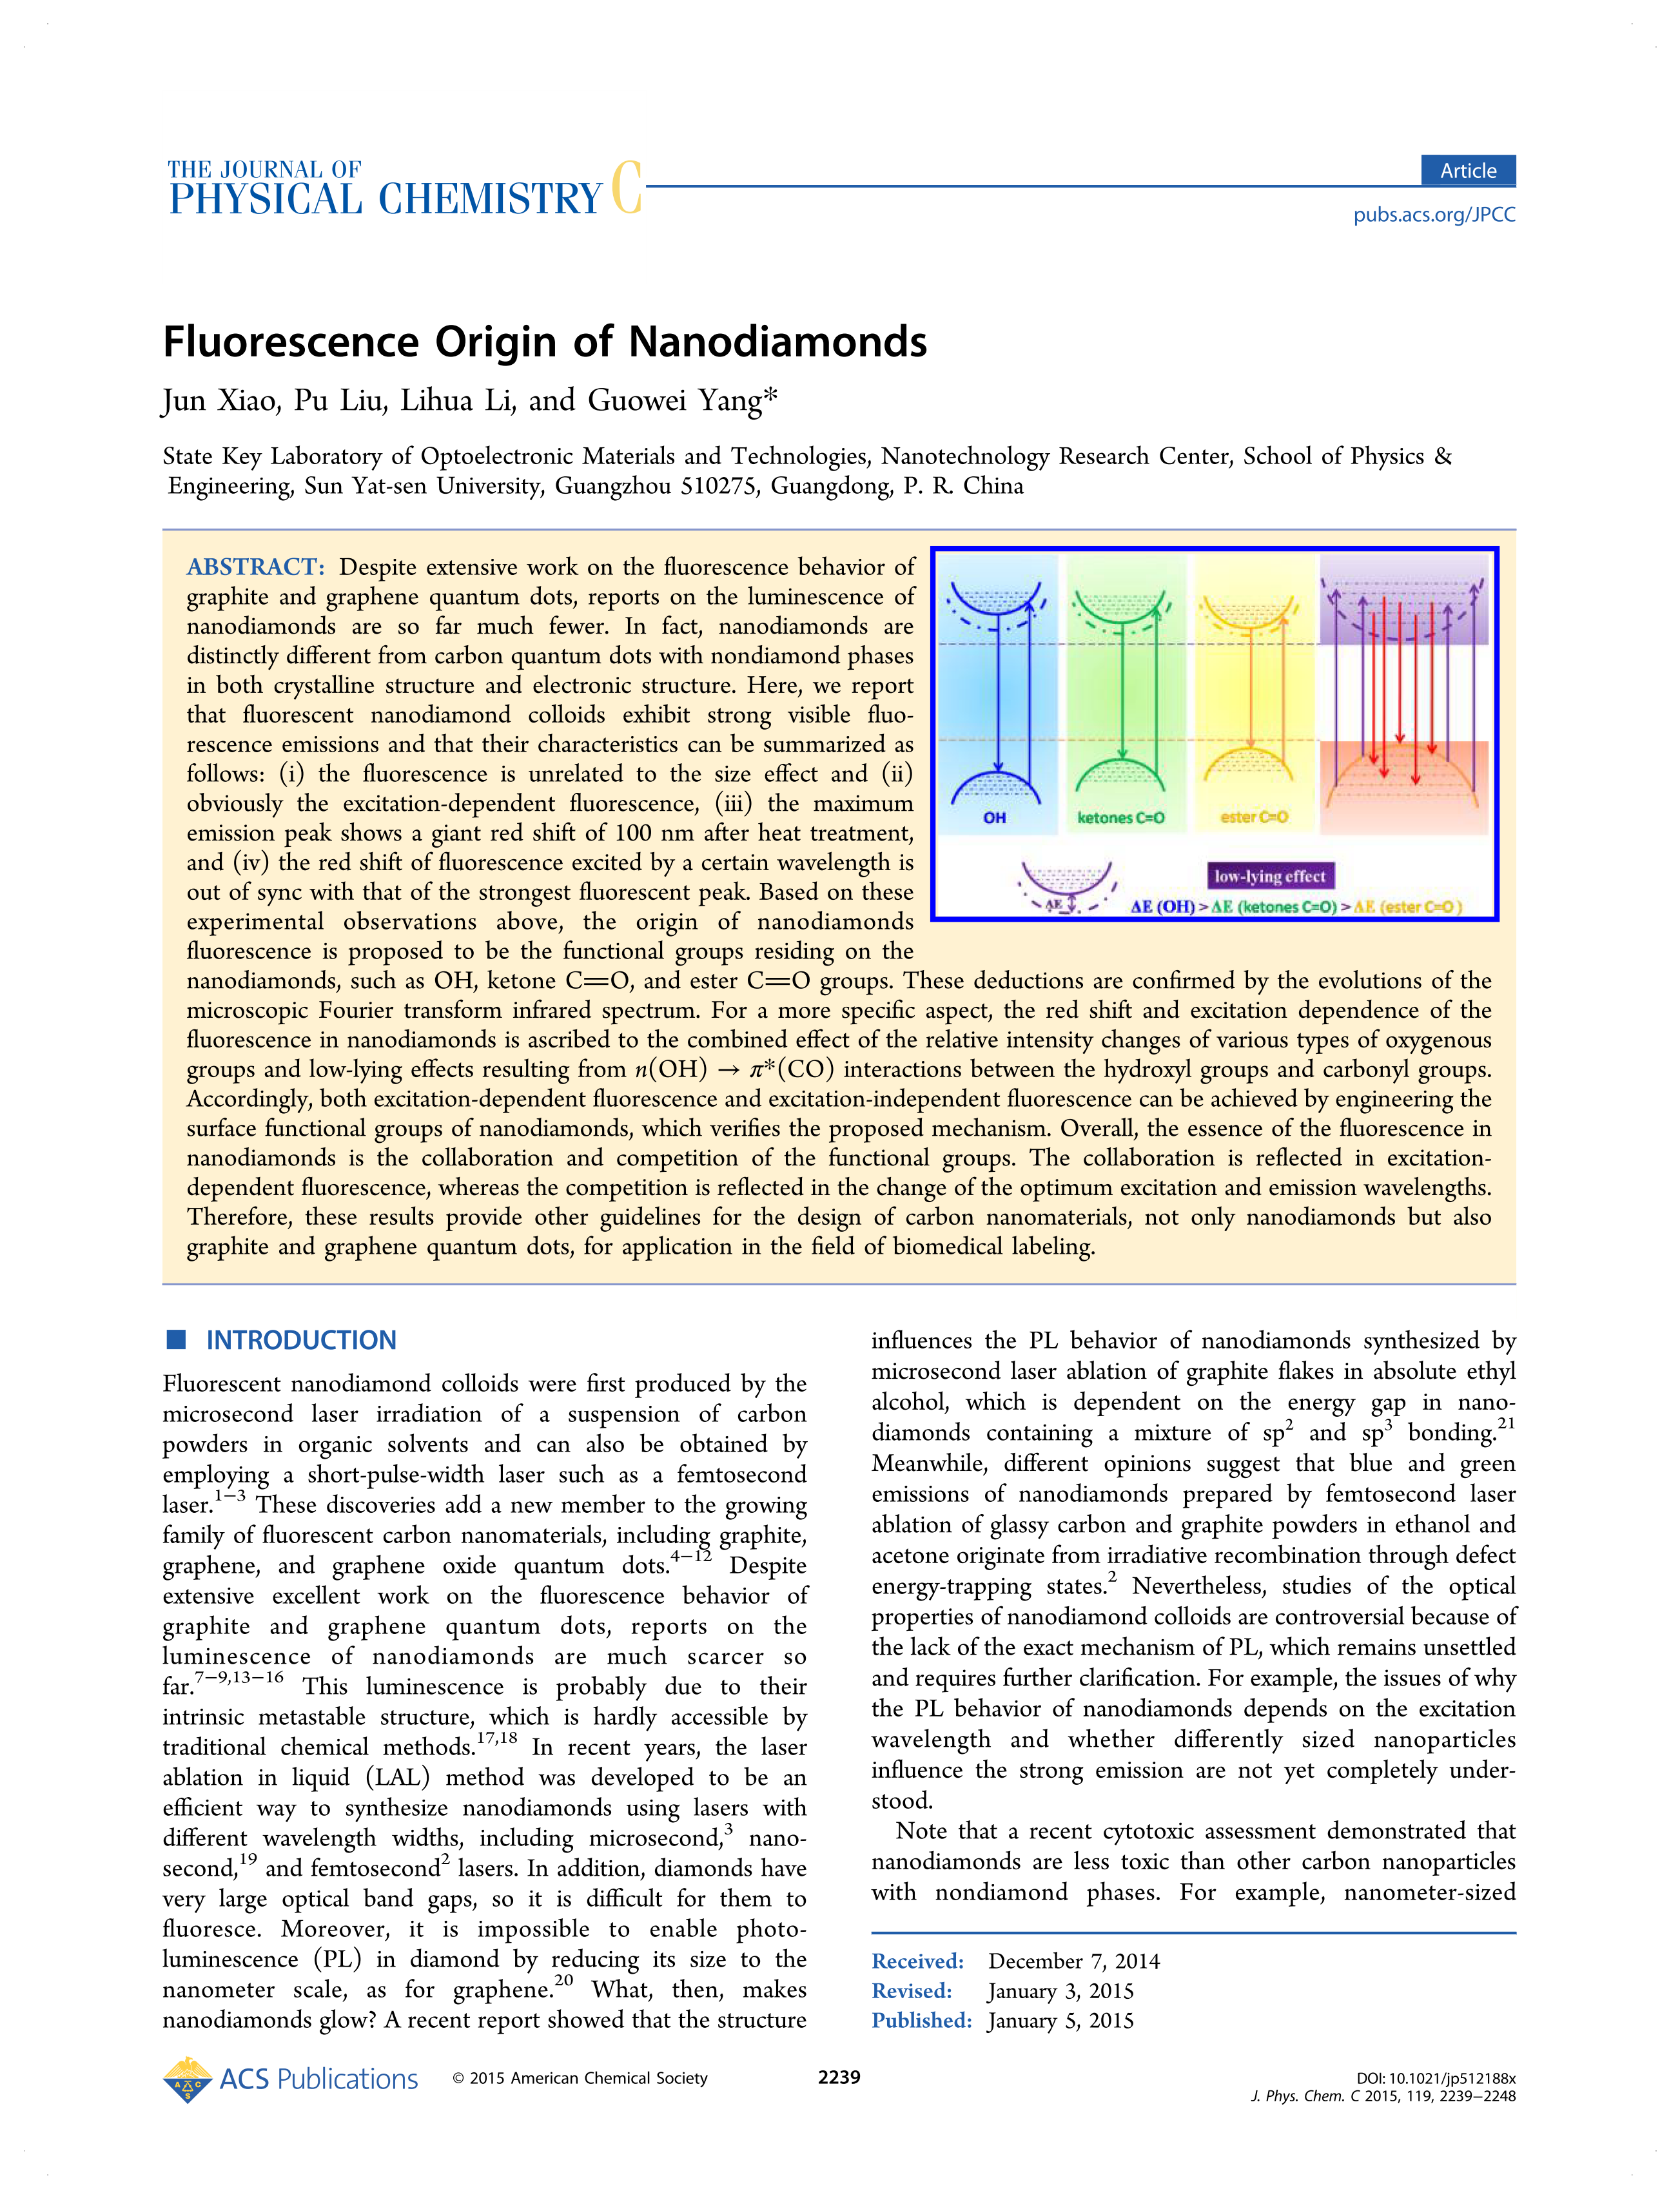 THE JOURNAL OF
PHYSICAL CHEMISTRY C
Article
pubs.acs.org/JPCC
Fluorescence Origin of Nanodiamonds
Jun Xiao, Pu Liu, Lihua Li, and Guowei Yang*
State Key Laboratory of Optoelectronic Materials and Technologies, Nanotechnology Research Center, School of Physics &
Engineering, Sun Yat-sen University, Guangzhou 510275, Guangdong, P. R. China
ABSTRACT: Despite extensive work on the fluorescence behavior of
graphite and graphene quantum dots, reports on the luminescence of
nanodiamonds are so far much fewer. In fact, nanodiamonds are
distinctly different from carbon quantum dots with nondiamond phases
in both crystalline structure and electronic structure. Here, we report
that fluorescent nanodiamond colloids exhibit strong visible fluo-
rescence emissions and that their characteristics can be summarized as
follows: (i) the fluorescence is unrelated to the size effect and (ii)
obviously the excitation-dependent fluorescence, (iii) the maximum
emission peak shows a giant red shift of 100 nm after heat treatment,
and (iv) the red shift of fluorescence excited by a certain wavelength is
out of sync with that of the strongest fluorescent peak. Based on these
experimental observations above, the origin of nanodiamonds
fluorescence is proposed to be the functional groups residing on the
nanodiamonds, such as OH, ketone C=O, and ester C=O groups. These deductions are confirmed by the evolutions of the
microscopic Fourier transform infrared spectrum. For a more specific aspect, the red shift and excitation dependence of the
fluorescence in nanodiamonds is ascribed to the combined effect of the relative intensity changes of various types of oxygenous
groups and low-lying effects resulting from n(OH) → π*(CO) interactions between the hydroxyl groups and carbonyl groups.
Accordingly, both excitation-dependent fluorescence and excitation-independent fluorescence can be achieved by engineering the
surface functional groups of nanodiamonds, which verifies the proposed mechanism. Overall, the essence of the fluorescence in
nanodiamonds is the collaboration and competition of the functional groups. The collaboration is reflected in excitation-
dependent fluorescence, whereas the competition is reflected in the change of the optimum excitation and emission wavelengths.
Therefore, these results provide other guidelines for the design of carbon nanomaterials, not only nanodiamonds but also
graphite and graphene quantum dots, for application in the field of biomedical labeling.
OH
ketones C=O
ester C=O
low-lying effect
ΔE
ΔE (OH) > ΔE (ketones C=O) > ΔE (ester C=O )
■ INTRODUCTION
Fluorescent nanodiamond colloids were first produced by the
microsecond laser irradiation of a suspension of carbon
powders in organic solvents and can also be obtained by
employing a short-pulse-width laser such as a femtosecond
laser.1−3 These discoveries add a new member to the growing
family of fluorescent carbon nanomaterials, including graphite,
graphene, and graphene oxide quantum dots.4−12 Despite
extensive excellent work on the fluorescence behavior of
graphite and graphene quantum dots, reports on the
luminescence of nanodiamonds are much scarcer so
far.7−9,13−16 This luminescence is probably due to their
intrinsic metastable structure, which is hardly accessible by
traditional chemical methods.17,18 In recent years, the laser
ablation in liquid (LAL) method was developed to be an
efficient way to synthesize nanodiamonds using lasers with
different wavelength widths, including microsecond,3 nano-
second,19 and femtosecond2 lasers. In addition, diamonds have
very large optical band gaps, so it is difficult for them to
fluoresce. Moreover, it is impossible to enable photo-
luminescence (PL) in diamond by reducing its size to the
nanometer scale, as for graphene.20 What, then, makes
nanodiamonds glow? A recent report showed that the structure
influences the PL behavior of nanodiamonds synthesized by
microsecond laser ablation of graphite flakes in absolute ethyl
alcohol, which is dependent on the energy gap in nano-
diamonds containing a mixture of sp2 and sp3 bonding.21
Meanwhile, different opinions suggest that blue and green
emissions of nanodiamonds prepared by femtosecond laser
ablation of glassy carbon and graphite powders in ethanol and
acetone originate from irradiative recombination through defect
energy-trapping states.2 Nevertheless, studies of the optical
properties of nanodiamond colloids are controversial because of
the lack of the exact mechanism of PL, which remains unsettled
and requires further clarification. For example, the issues of why
the PL behavior of nanodiamonds depends on the excitation
wavelength and whether differently sized nanoparticles
influence the strong emission are not yet completely under-
stood.
Note that a recent cytotoxic assessment demonstrated that
nanodiamonds are less toxic than other carbon nanoparticles
with nondiamond phases. For example, nanometer-sized
Received: December 7, 2014
Revised: January 3, 2015
Published: January 5, 2015
ACS Publications
© 2015 American Chemical Society
2239
DOI: 10.1021/jp512188x
J. Phys. Chem. C 2015, 119, 2239−2248